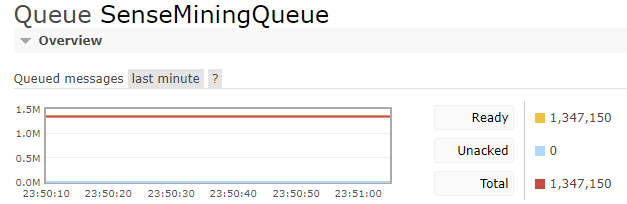 Queue SenseMiningQueue
Overview
Queued messages last minute ?
1.5M
1.0M
0.5M
0.0M
23:50:10 23:50:20 23:50:30 23:50:40 23:50:50 23:51:00
Ready 1,347,150
Unacked 0
Total 1,347,150